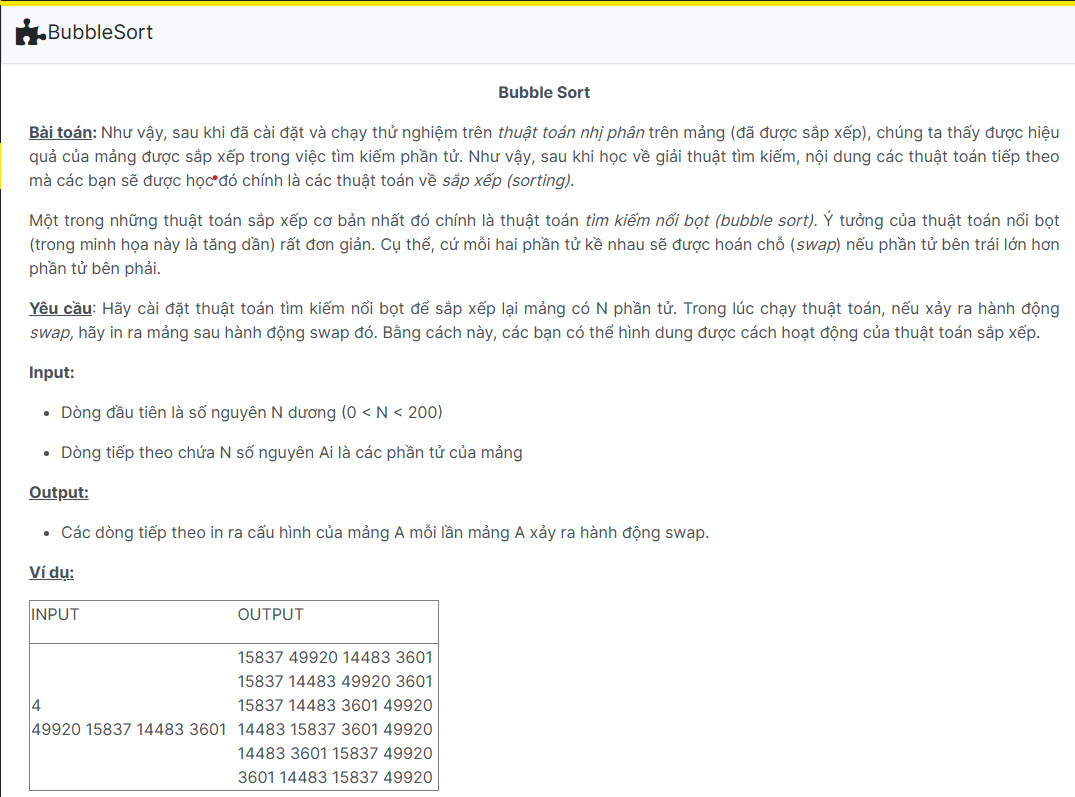 BubbleSort
Bubble Sort
Bài toán: Như vậy, sau khi đã cài đặt và chạy thử nghiệm trên thuật toán nhị phân trên mảng (đã được sắp xếp), chúng ta thấy được hiệu
quả của mảng được sắp xếp trong việc tìm kiếm phần tử. Như vậy, sau khi học về giải thuật tìm kiếm, nội dung các thuật toán tiếp theo
mà các bạn sẽ được học đó chính là các thuật toán về sắp xếp (sorting).
Một trong những thuật toán sắp xếp cơ bản nhất đó chính là thuật toán tìm kiếm nổi bọt (bubble sort). Ý tưởng của thuật toán nổi bọt
(trong minh họa này là tăng dần) rất đơn giản. Cụ thể, cứ mỗi hai phần tử kề nhau sẽ được hoán chỗ (swap) nếu phần tử bên trái lớn hơn
phần tử bên phải.
Yêu cầu: Hãy cài đặt thuật toán tìm kiếm nổi bọt để sắp xếp lại mảng có N phần tử. Trong lúc chạy thuật toán, nếu xảy ra hành động
swap, hãy in ra mảng sau hành động swap đó. Bằng cách này, các bạn có thể hình dung được cách hoạt động của thuật toán sắp xếp.
Input:
• Dòng đầu tiên là số nguyên N dương (0 < N < 200)
• Dòng tiếp theo chứa N số nguyên Ai là các phần tử của mảng
Output:
• Các dòng tiếp theo in ra cấu hình của mảng A mỗi lần mảng A xảy ra hành động swap.
Ví dụ:
INPUT OUTPUT
4
49920 15837 14483 3601
15837 49920 14483 3601
15837 14483 49920 3601
15837 14483 3601 49920
14483 15837 3601 49920
14483 3601 15837 49920
3601 14483 15837 49920